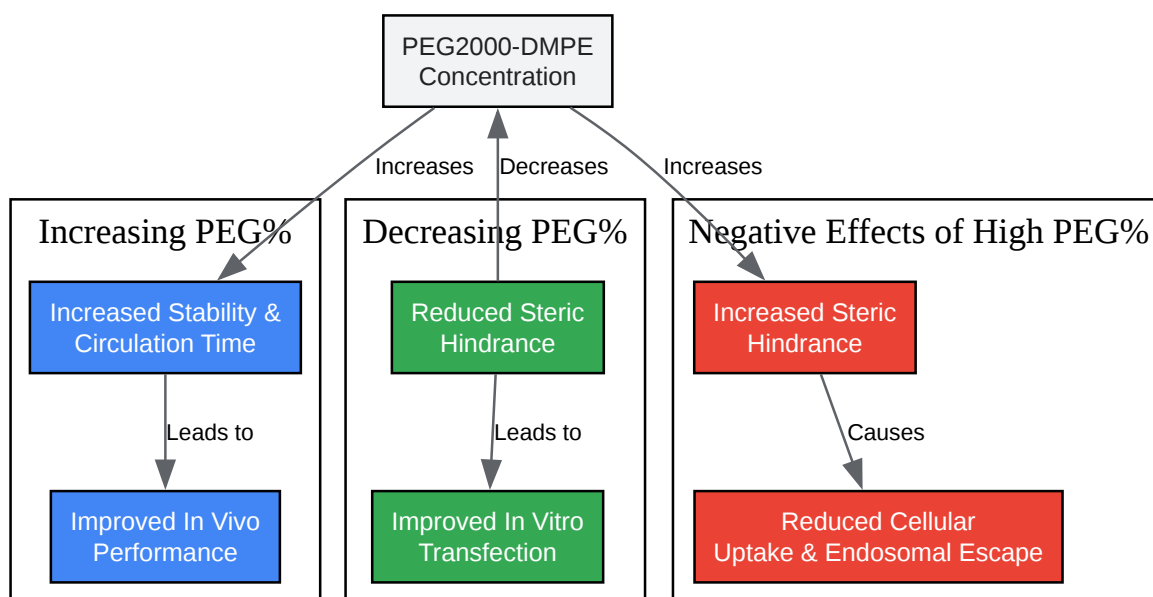 PEG2000-DMPE
Concentration
Increases
Decreases
Increases
Increasing PEG%
Decreasing PEG%
Negative Effects of High PEG%
Increased Stability &
Circulation Time
Reduced Steric
Hindrance
Increased Steric
Hindrance
Leads to
Leads to
Causes
Improved In Vivo
Performance
Improved In Vitro
Transfection
Reduced Cellular
Uptake & Endosomal Escape